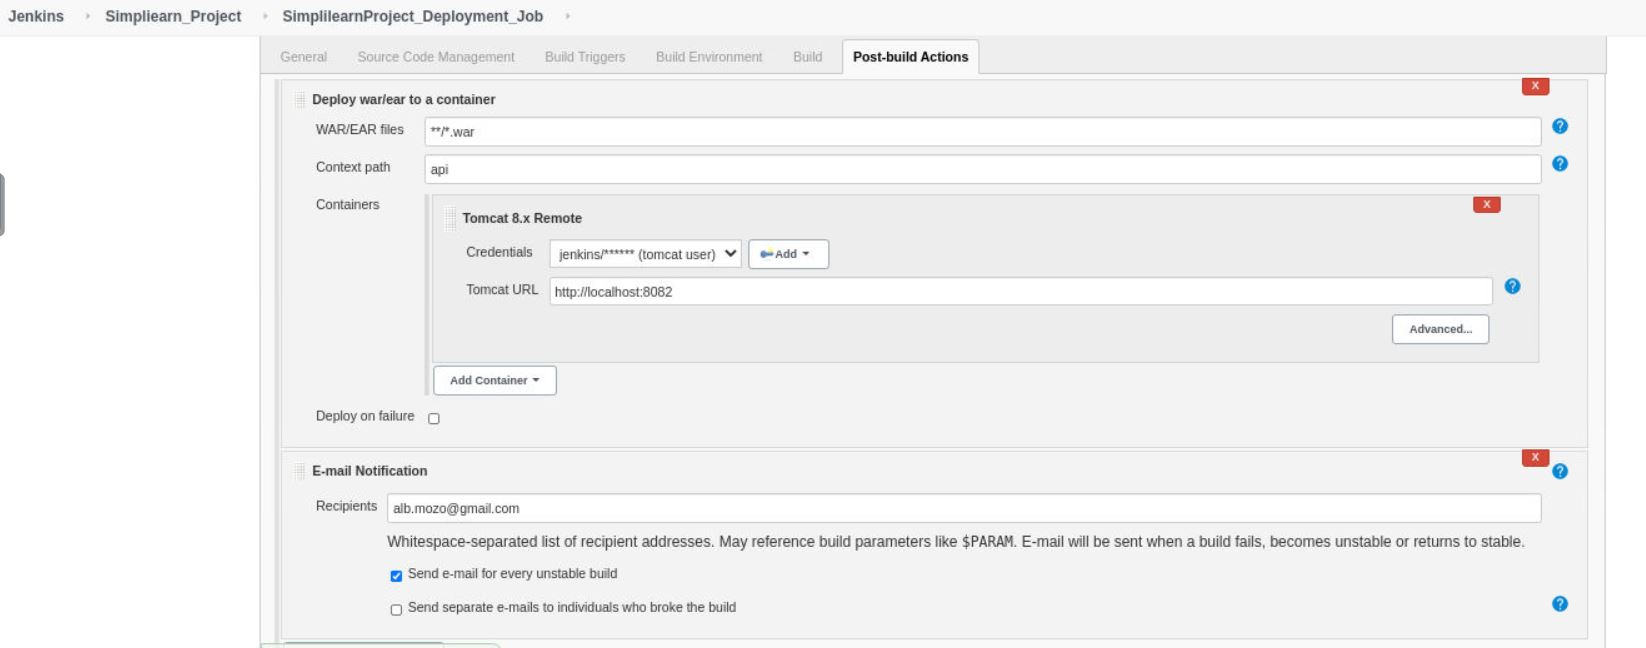 Jenkins Simpliearn_Project SimplilearnProject_Deployment_Job
General Source Code Management Build Triggers Build Environment Build Post-build Actions
X
Deploy war/ear to a container
WAR/EAR files **/*.war ?
Context path api ?
Containers
X
Tomcat 8.x Remote
Credentials jenkins/****** (tomcat user) Add
Tomcat URL http://localhost:8082 ?
Advanced...
Add Container
Deploy on failure
X
E-mail Notification ?
Recipients alb.mozo@gmail.com
Whitespace-separated list of recipient addresses. May reference build parameters like $PARAM. E-mail will be sent when a build fails, becomes unstable or returns to stable.
Send e-mail for every unstable build
Send separate e-mails to individuals who broke the build ?